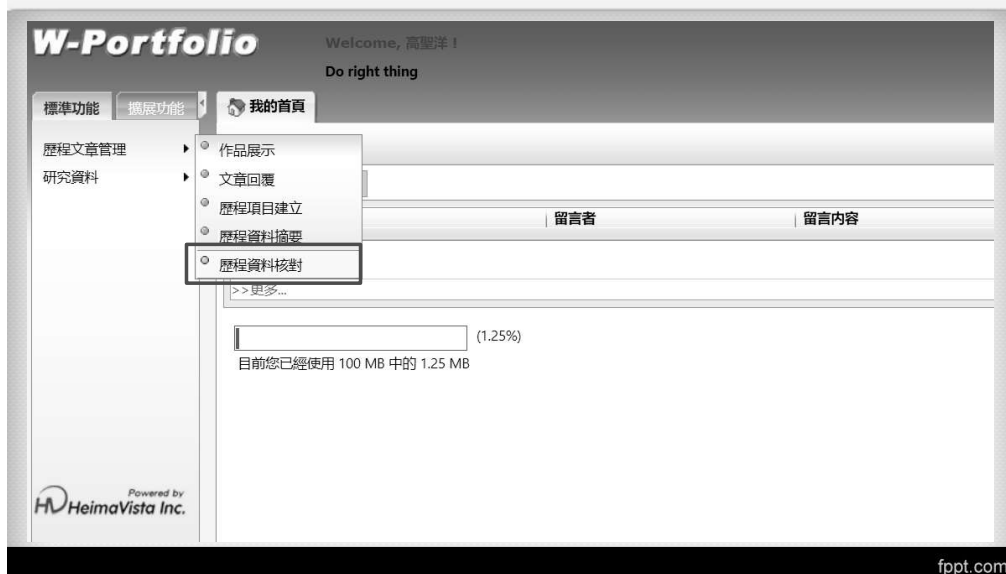 W-Portfolio
Welcome, 高聖洋！
Do right thing
標準功能
擴展功能
我的首頁
歷程文章管理
研究資料
作品展示
文章回覆
歷程項目建立
歷程資料摘要
歷程資料核對
留言者
留言内容
>>更多...
(1.25%)
目前您已經使用 100 MB 中的 1.25 MB
Powered by
HeimaVista Inc.
fppt.com